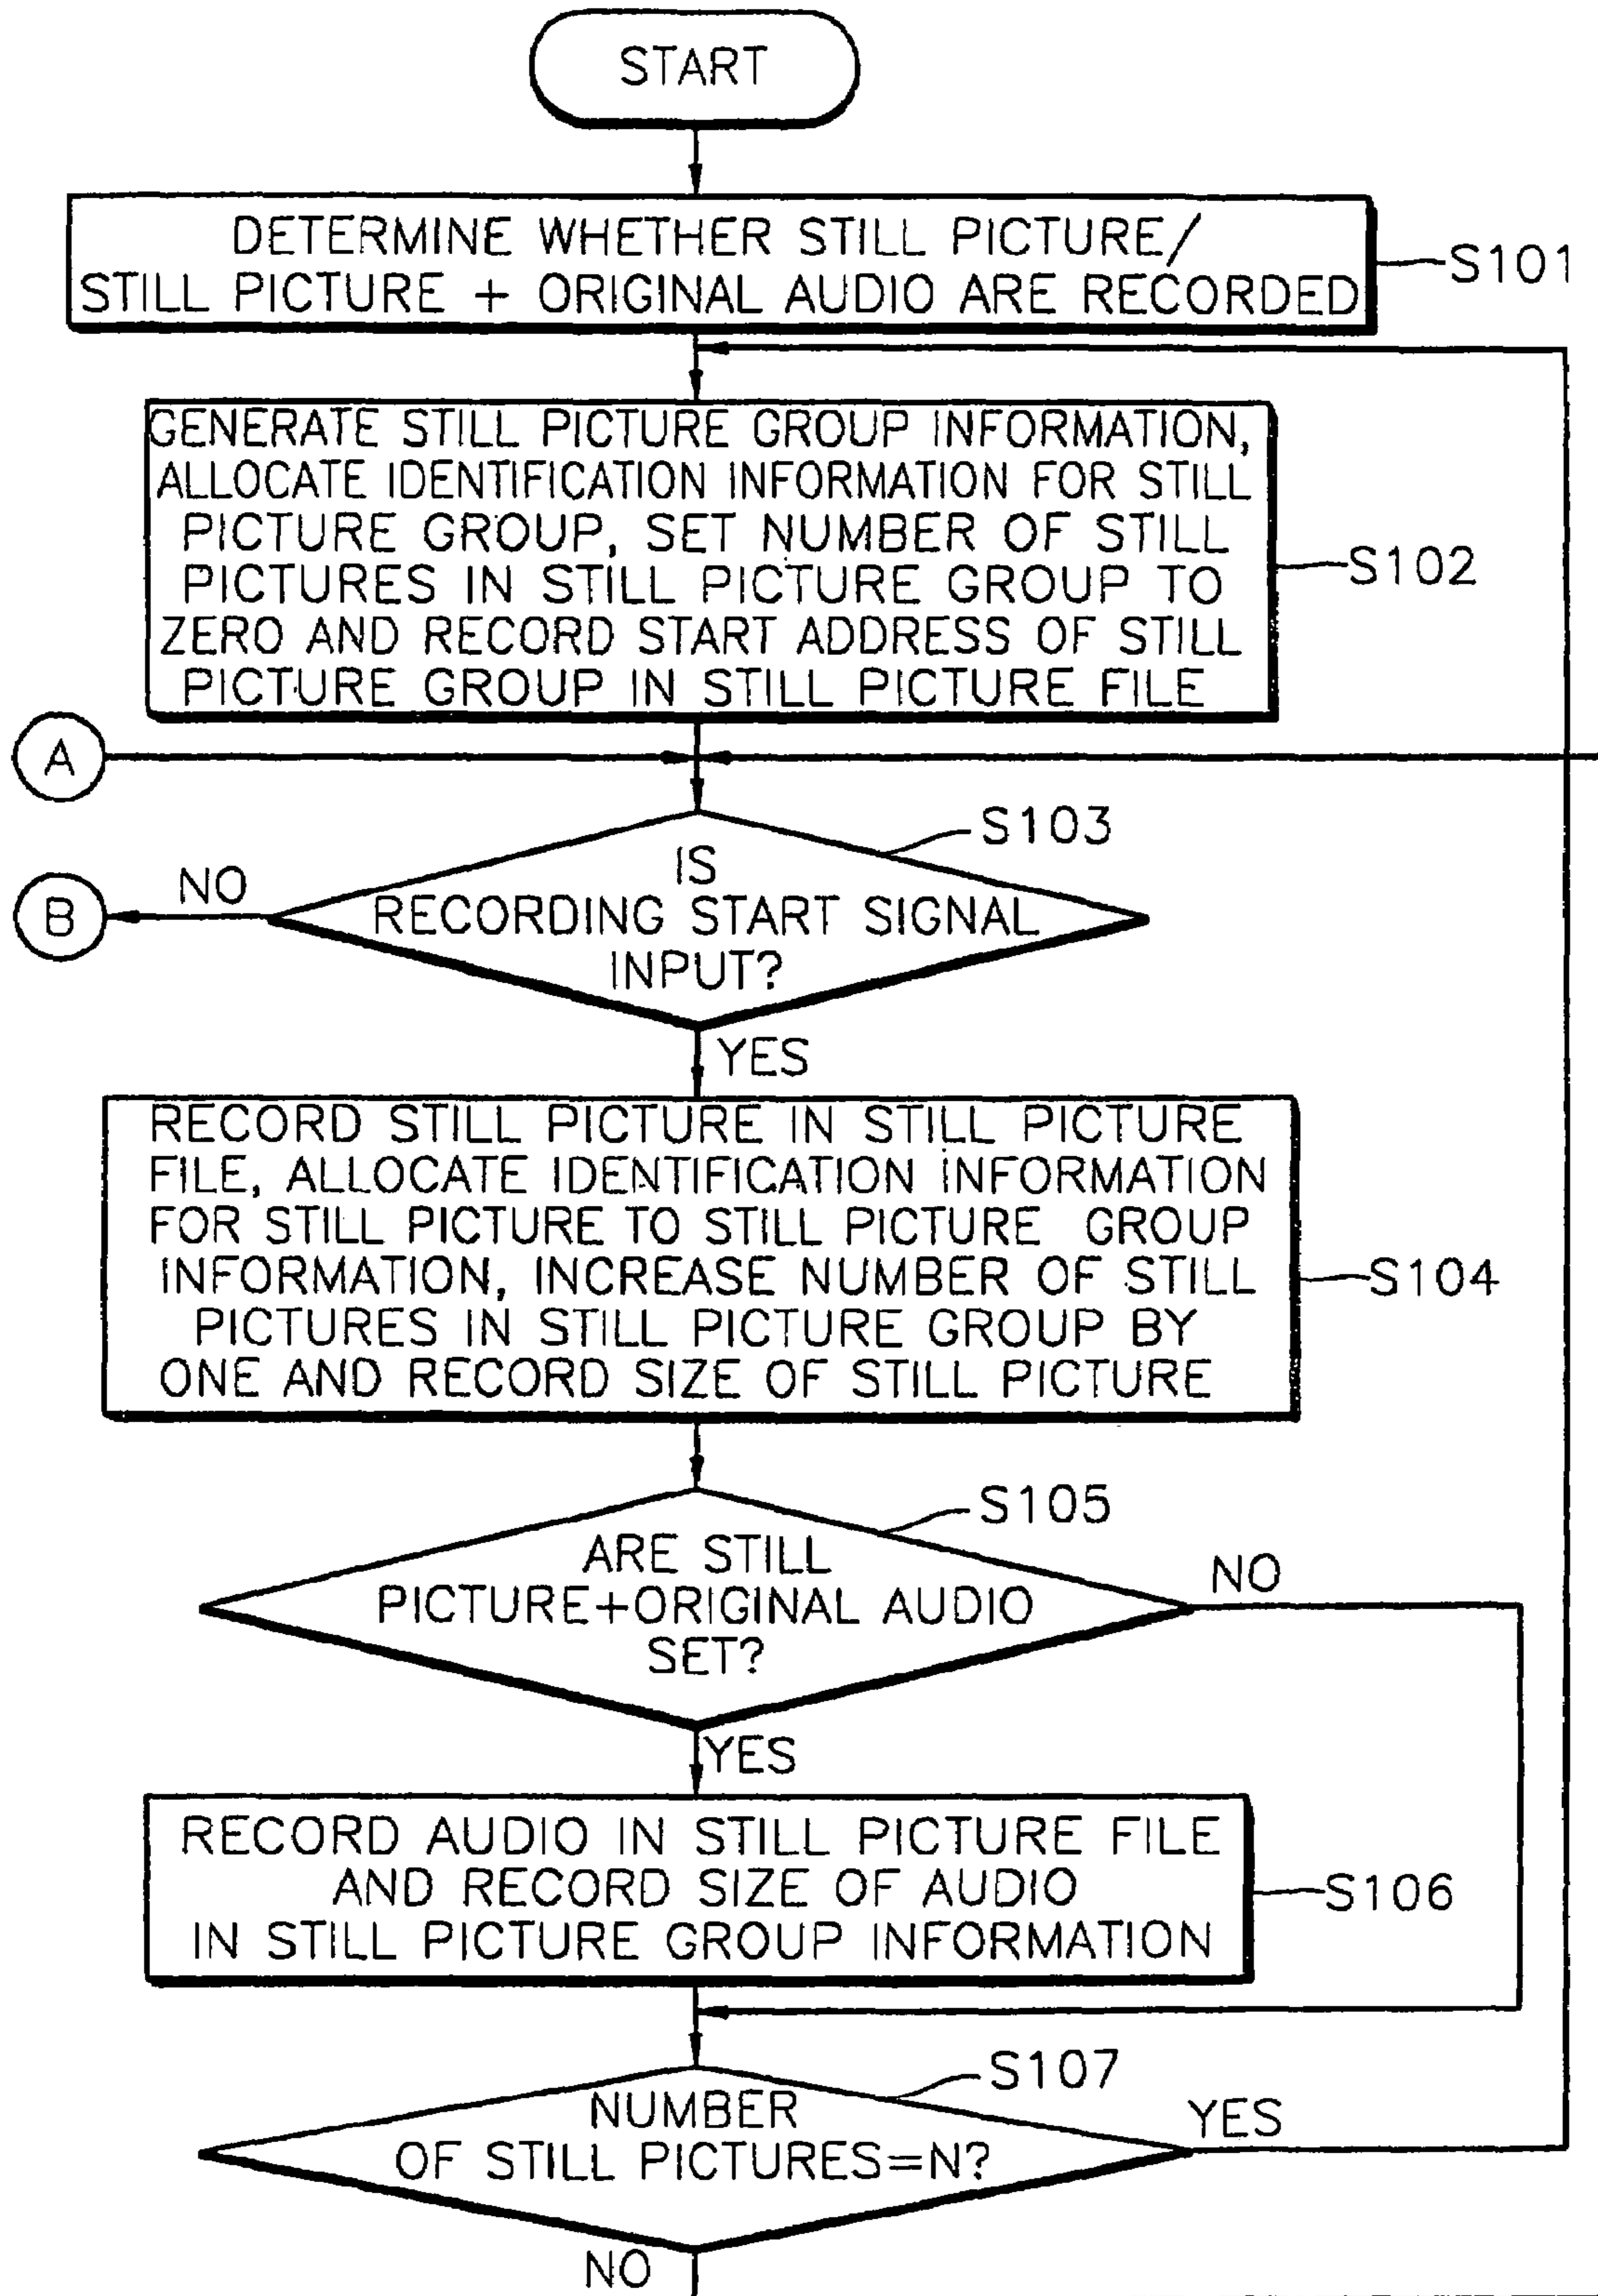 START
DETERMINE WHETHER STILL PICTURE/
STILL PICTURE + ORIGINAL AUDIO ARE RECORDED
S101
GENERATE STILL PICTURE GROUP INFORMATION,
ALLOCATE IDENTIFICATION INFORMATION FOR STILL
PICTURE GROUP, SET NUMBER OF STILL
PICTURES IN STILL PICTURE GROUP TO
ZERO AND RECORD START ADDRESS OF STILL
PICTURE GROUP IN STILL PICTURE FILE
S102
A
S103
IS
RECORDING START SIGNAL
INPUT?
NO
B
YES
RECORD STILL PICTURE IN STILL PICTURE
FILE, ALLOCATE IDENTIFICATION INFORMATION
FOR STILL PICTURE TO STILL PICTURE GROUP
INFORMATION, INCREASE NUMBER OF STILL
PICTURES IN STILL PICTURE GROUP BY
ONE AND RECORD SIZE OF STILL PICTURE
S104
S105
ARE STILL
PICTURE+ORIGINAL AUDIO
SET?
NO
YES
RECORD AUDIO IN STILL PICTURE FILE
AND RECORD SIZE OF AUDIO
IN STILL PICTURE GROUP INFORMATION
S106
S107
NUMBER
OF STILL PICTURES=N?
YES
NO